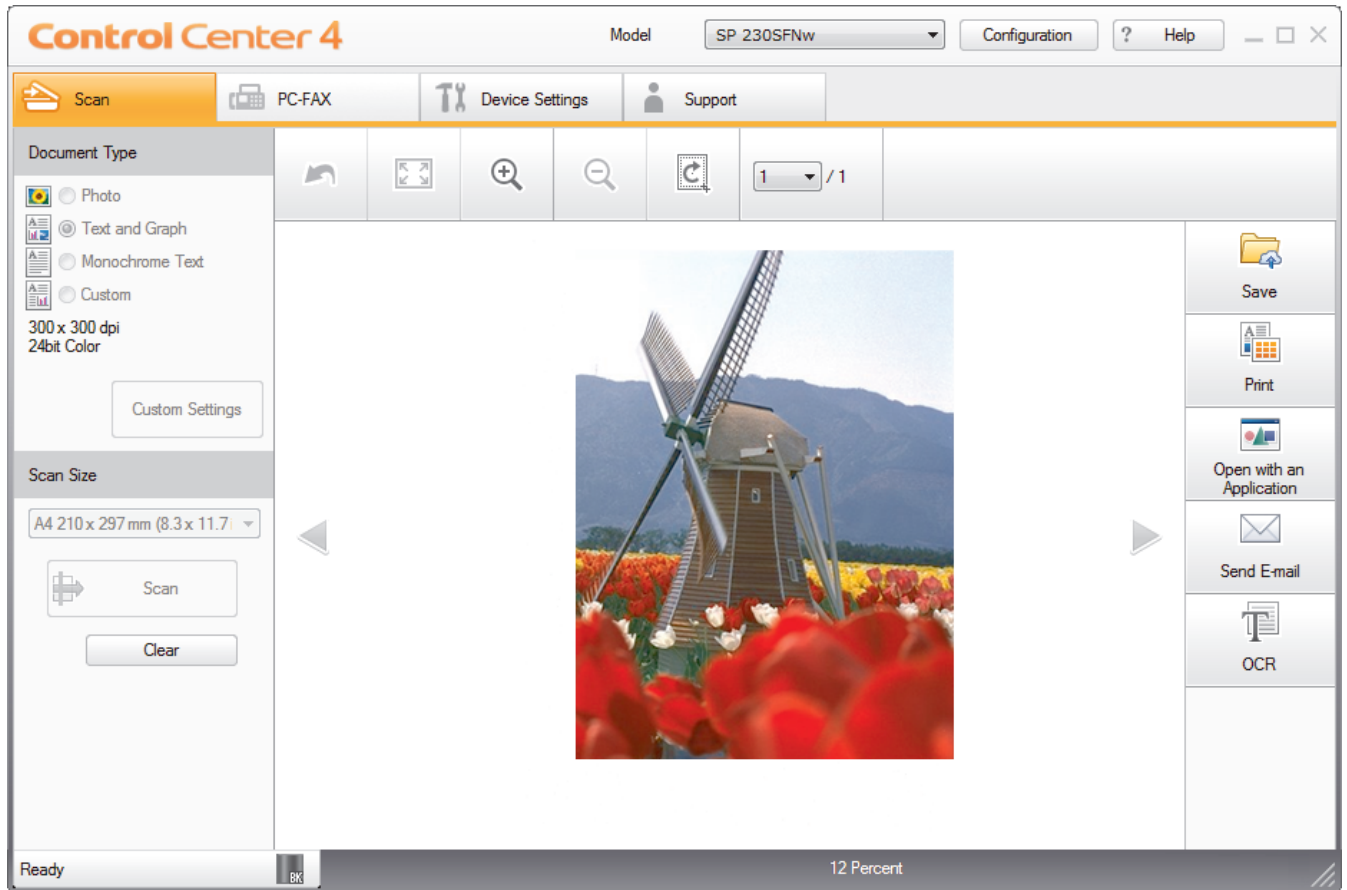 Control Center 4
Model
SP 230SFNw
Configuration
? Help
Scan
PC-FAX
Device Settings
Support
Document Type
Photo
Text and Graph
Monochrome Text
Custom
300 x 300 dpi
24bit Color
Custom Settings
Scan Size
A4 210 x 297 mm (8.3 x 11.7
Scan
Clear
1 / 1
Save
Print
Open with an
Application
Send E-mail
OCR
Ready
BK
12 Percent